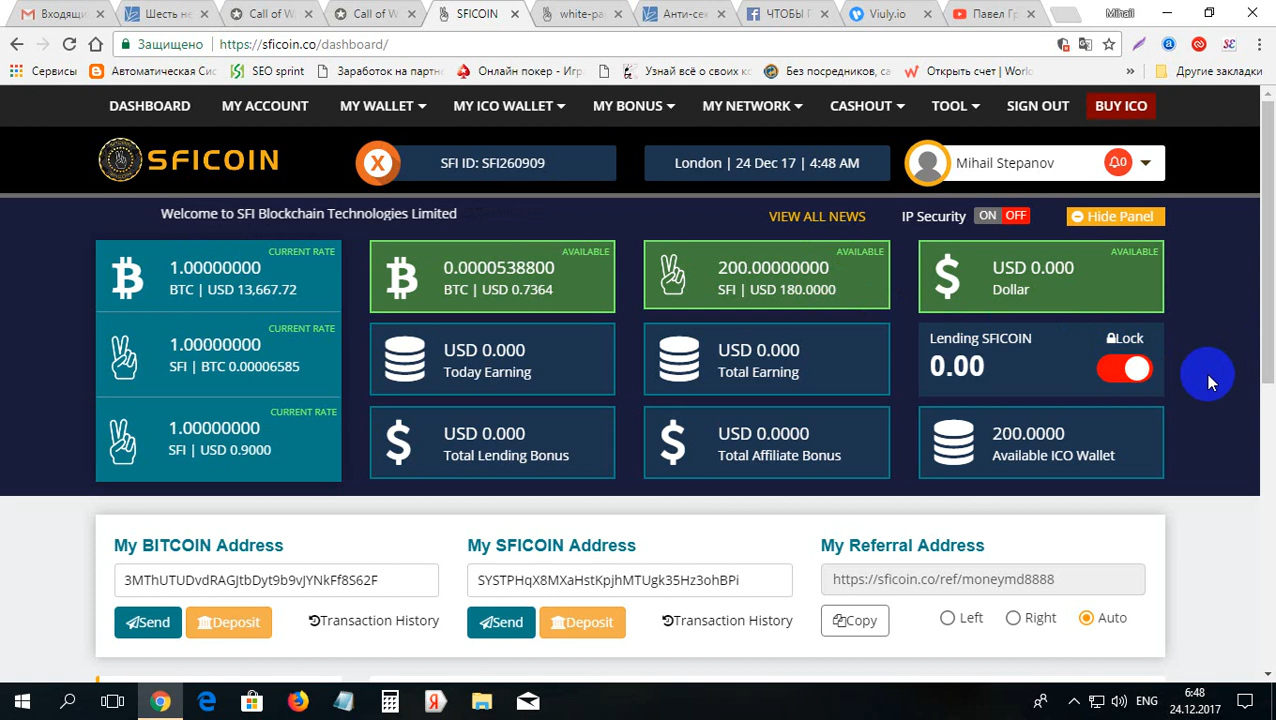 Входящи
Шесть не
Call of W
Call of W
SFICOIN
white-pa
Анти-сек
ЧТОБЫ Г
Viuly.io
Павел Гр
Mihail
Защищено
https://sficoin.co/dashboard/
Сервисы
Автоматическая Сис
SEO sprint
Заработок на партне
Онлайн покер - Игр
Узнай всё о своих ко
Без посредников, са
Открыть счет | Worl
Другие закладки
DASHBOARD
MY ACCOUNT
MY WALLET
MY ICO WALLET
MY BONUS
MY NETWORK
CASHOUT
TOOL
SIGN OUT
BUY ICO
SFICOIN
X
SFI ID: SFI260909
London | 24 Dec 17 | 4:48 AM
Mihail Stepanov
0
Welcome to SFI Blockchain Technologies Limited
VIEW ALL NEWS
IP Security
ON
OFF
Hide Panel
CURRENT RATE
1.00000000
BTC | USD 13,667.72
AVAILABLE
0.0000538800
BTC | USD 0.7364
AVAILABLE
200.00000000
SFI | USD 180.0000
AVAILABLE
USD 0.000
Dollar
CURRENT RATE
1.00000000
SFI | BTC 0.00006585
USD 0.000
Today Earning
USD 0.000
Total Earning
Lending SFICOIN
Lock
0.00
CURRENT RATE
1.00000000
SFI | USD 0.9000
USD 0.000
Total Lending Bonus
USD 0.0000
Total Affiliate Bonus
200.0000
Available ICO Wallet
My BITCOIN Address
3MThUTUDvdRAGJtbDyt9b9vjYNkFf8S62F
Send
Deposit
Transaction History
My SFICOIN Address
SYSTPHqX8MXaHstKpjhMTUgk35Hz3ohBPi
Send
Deposit
Transaction History
My Referral Address
https://sficoin.co/ref/moneymd8888
Copy
Left
Right
Auto
ENG
6:48
24.12.2017